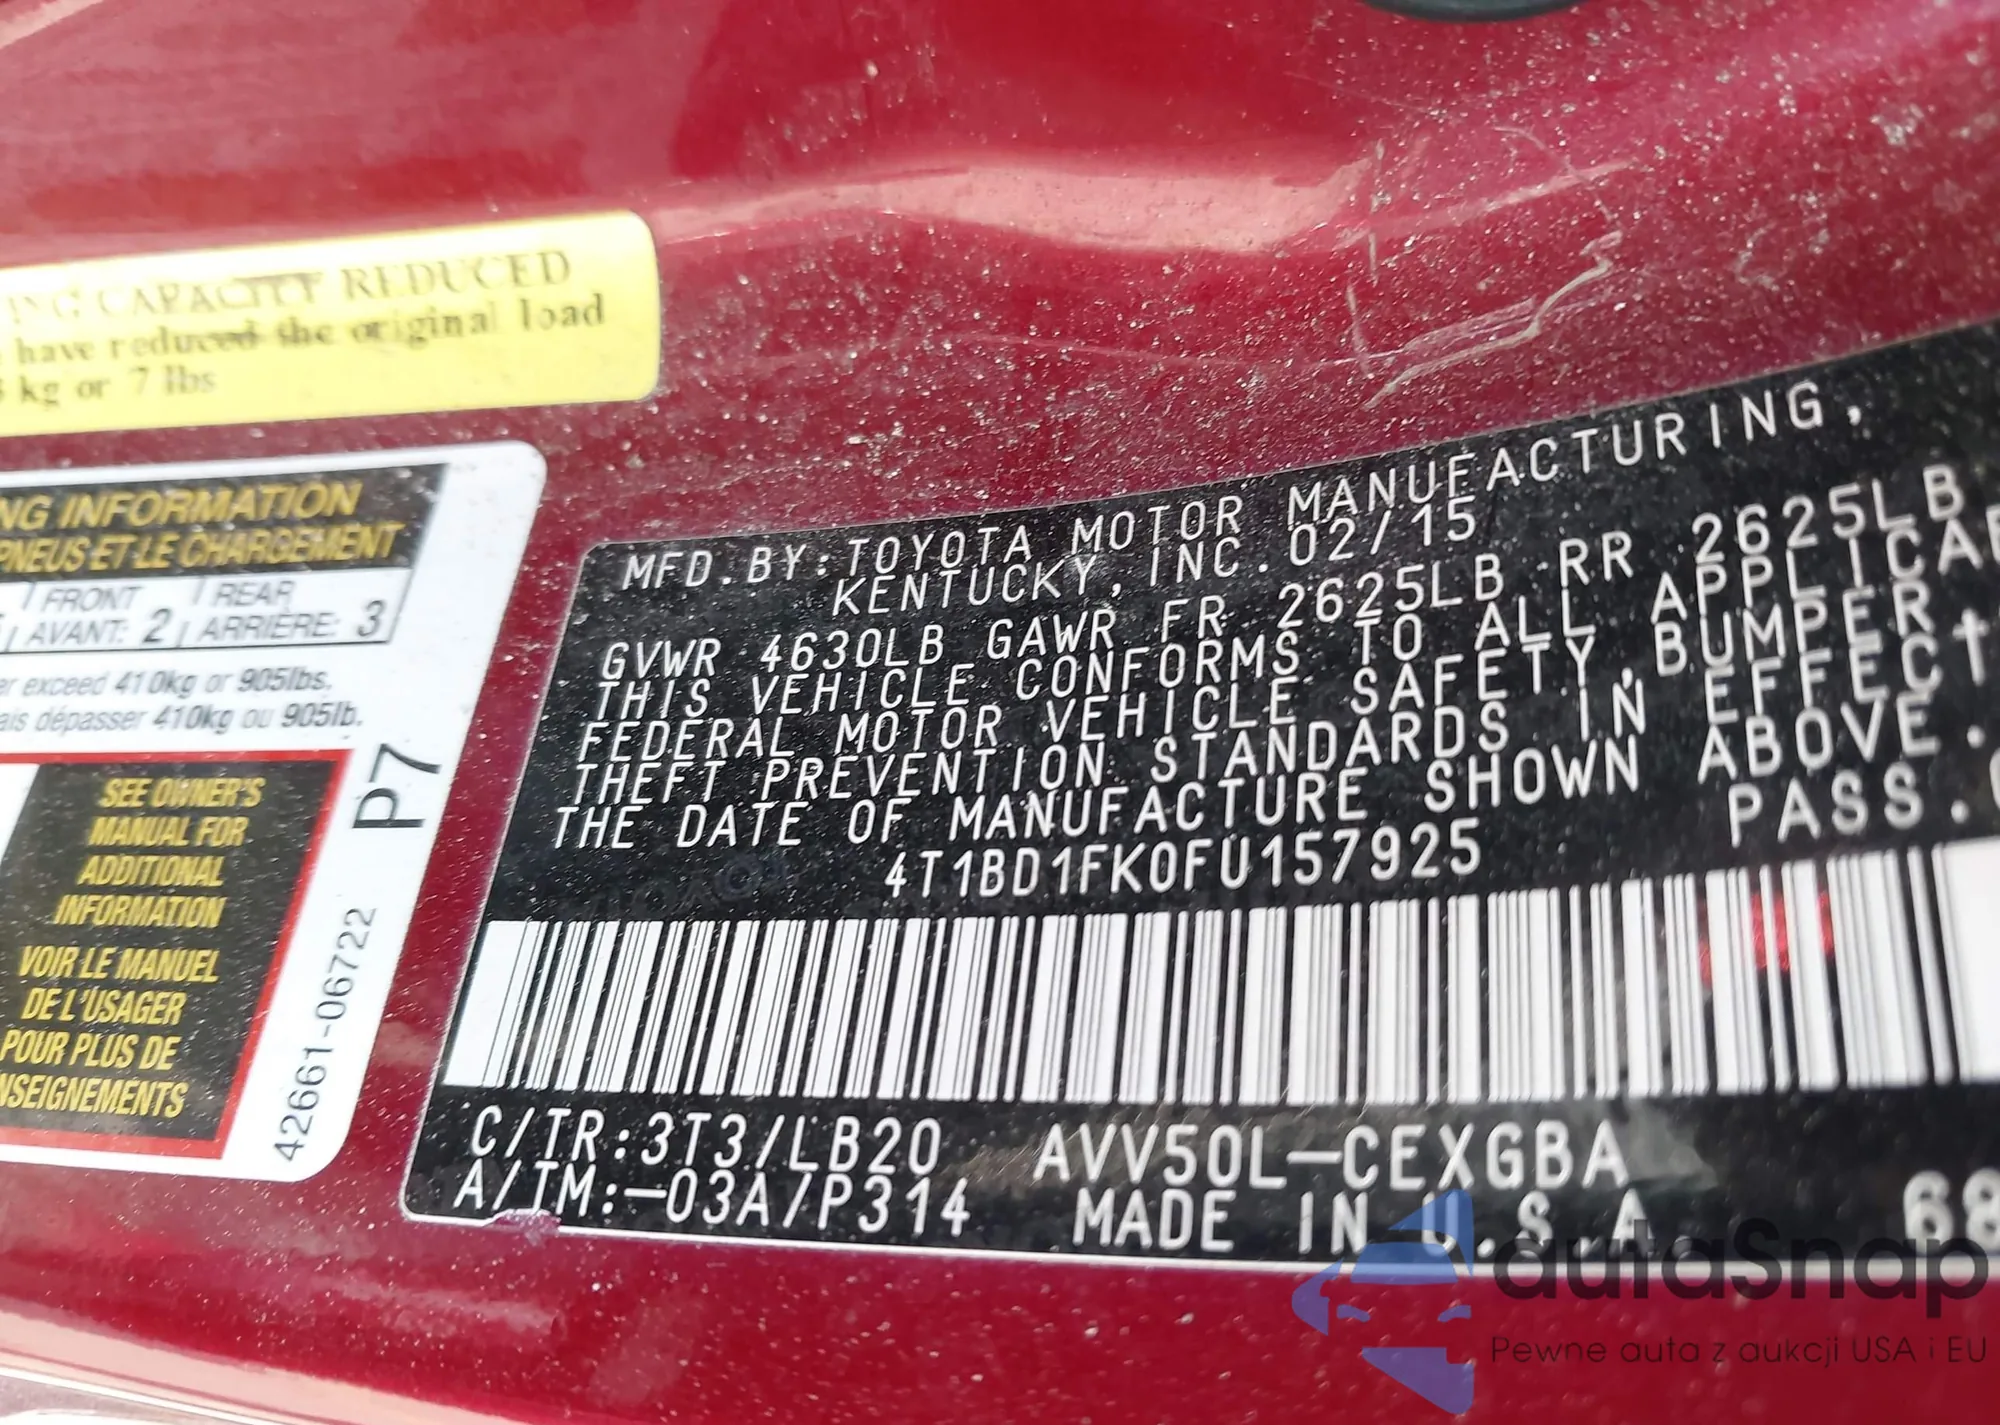 CAPACITY REDUCED
have reduced the original load
kg or 7 lbs
NG INFORMATION
PNEUS ET LE CHARGEMENT
FRONT REAR
AVANT: 2 ARRIÈRE: 3
er exceed 410kg or 905lbs.
ais dépasser 410kg ou 905lb.
SEE OWNER'S
MANUAL FOR
ADDITIONAL
INFORMATION
VOIR LE MANUEL
DE L'USAGER
POUR PLUS DE
NSEIGNEMENTS
P7
42661-06722
MFD. BY: TOYOTA MOTOR MANUFACTURING,
KENTUCKY, INC. 02/15
GVWR 4630LB GAWR FR 2625LB RR 2625LB
THIS VEHICLE CONFORMS TO ALL APPLICAB
FEDERAL MOTOR VEHICLE SAFETY, BUMPER,
THEFT PREVENTION STANDARDS IN EFFECT
THE DATE OF MANUFACTURE SHOWN ABOVE.
4T1BD1FK0FU157925 PASS.
C/TR:3T3/LB20 AVV50L-CEXGBA
A/TM:-03A/P314 MADE IN U.S.A. 68
autaSnap
Pewne auta z aukcji USA i EU